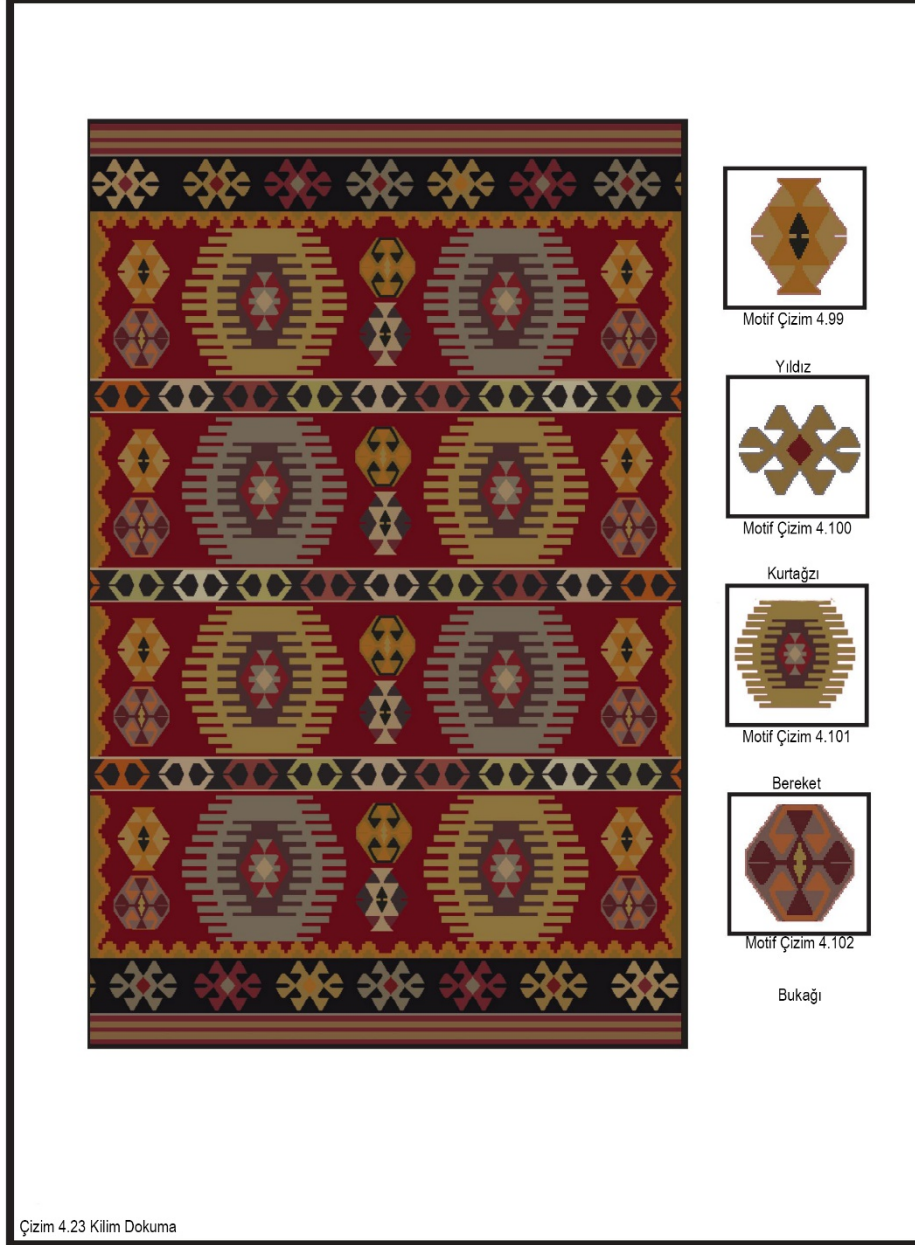 Motif Çizim 4.99
Yıldız
Motif Çizim 4.100
Kurtağzı
Motif Çizim 4.101
Bereket
Motif Çizim 4.102
Bukağı
Çizim 4.23 Kilim Dokuma